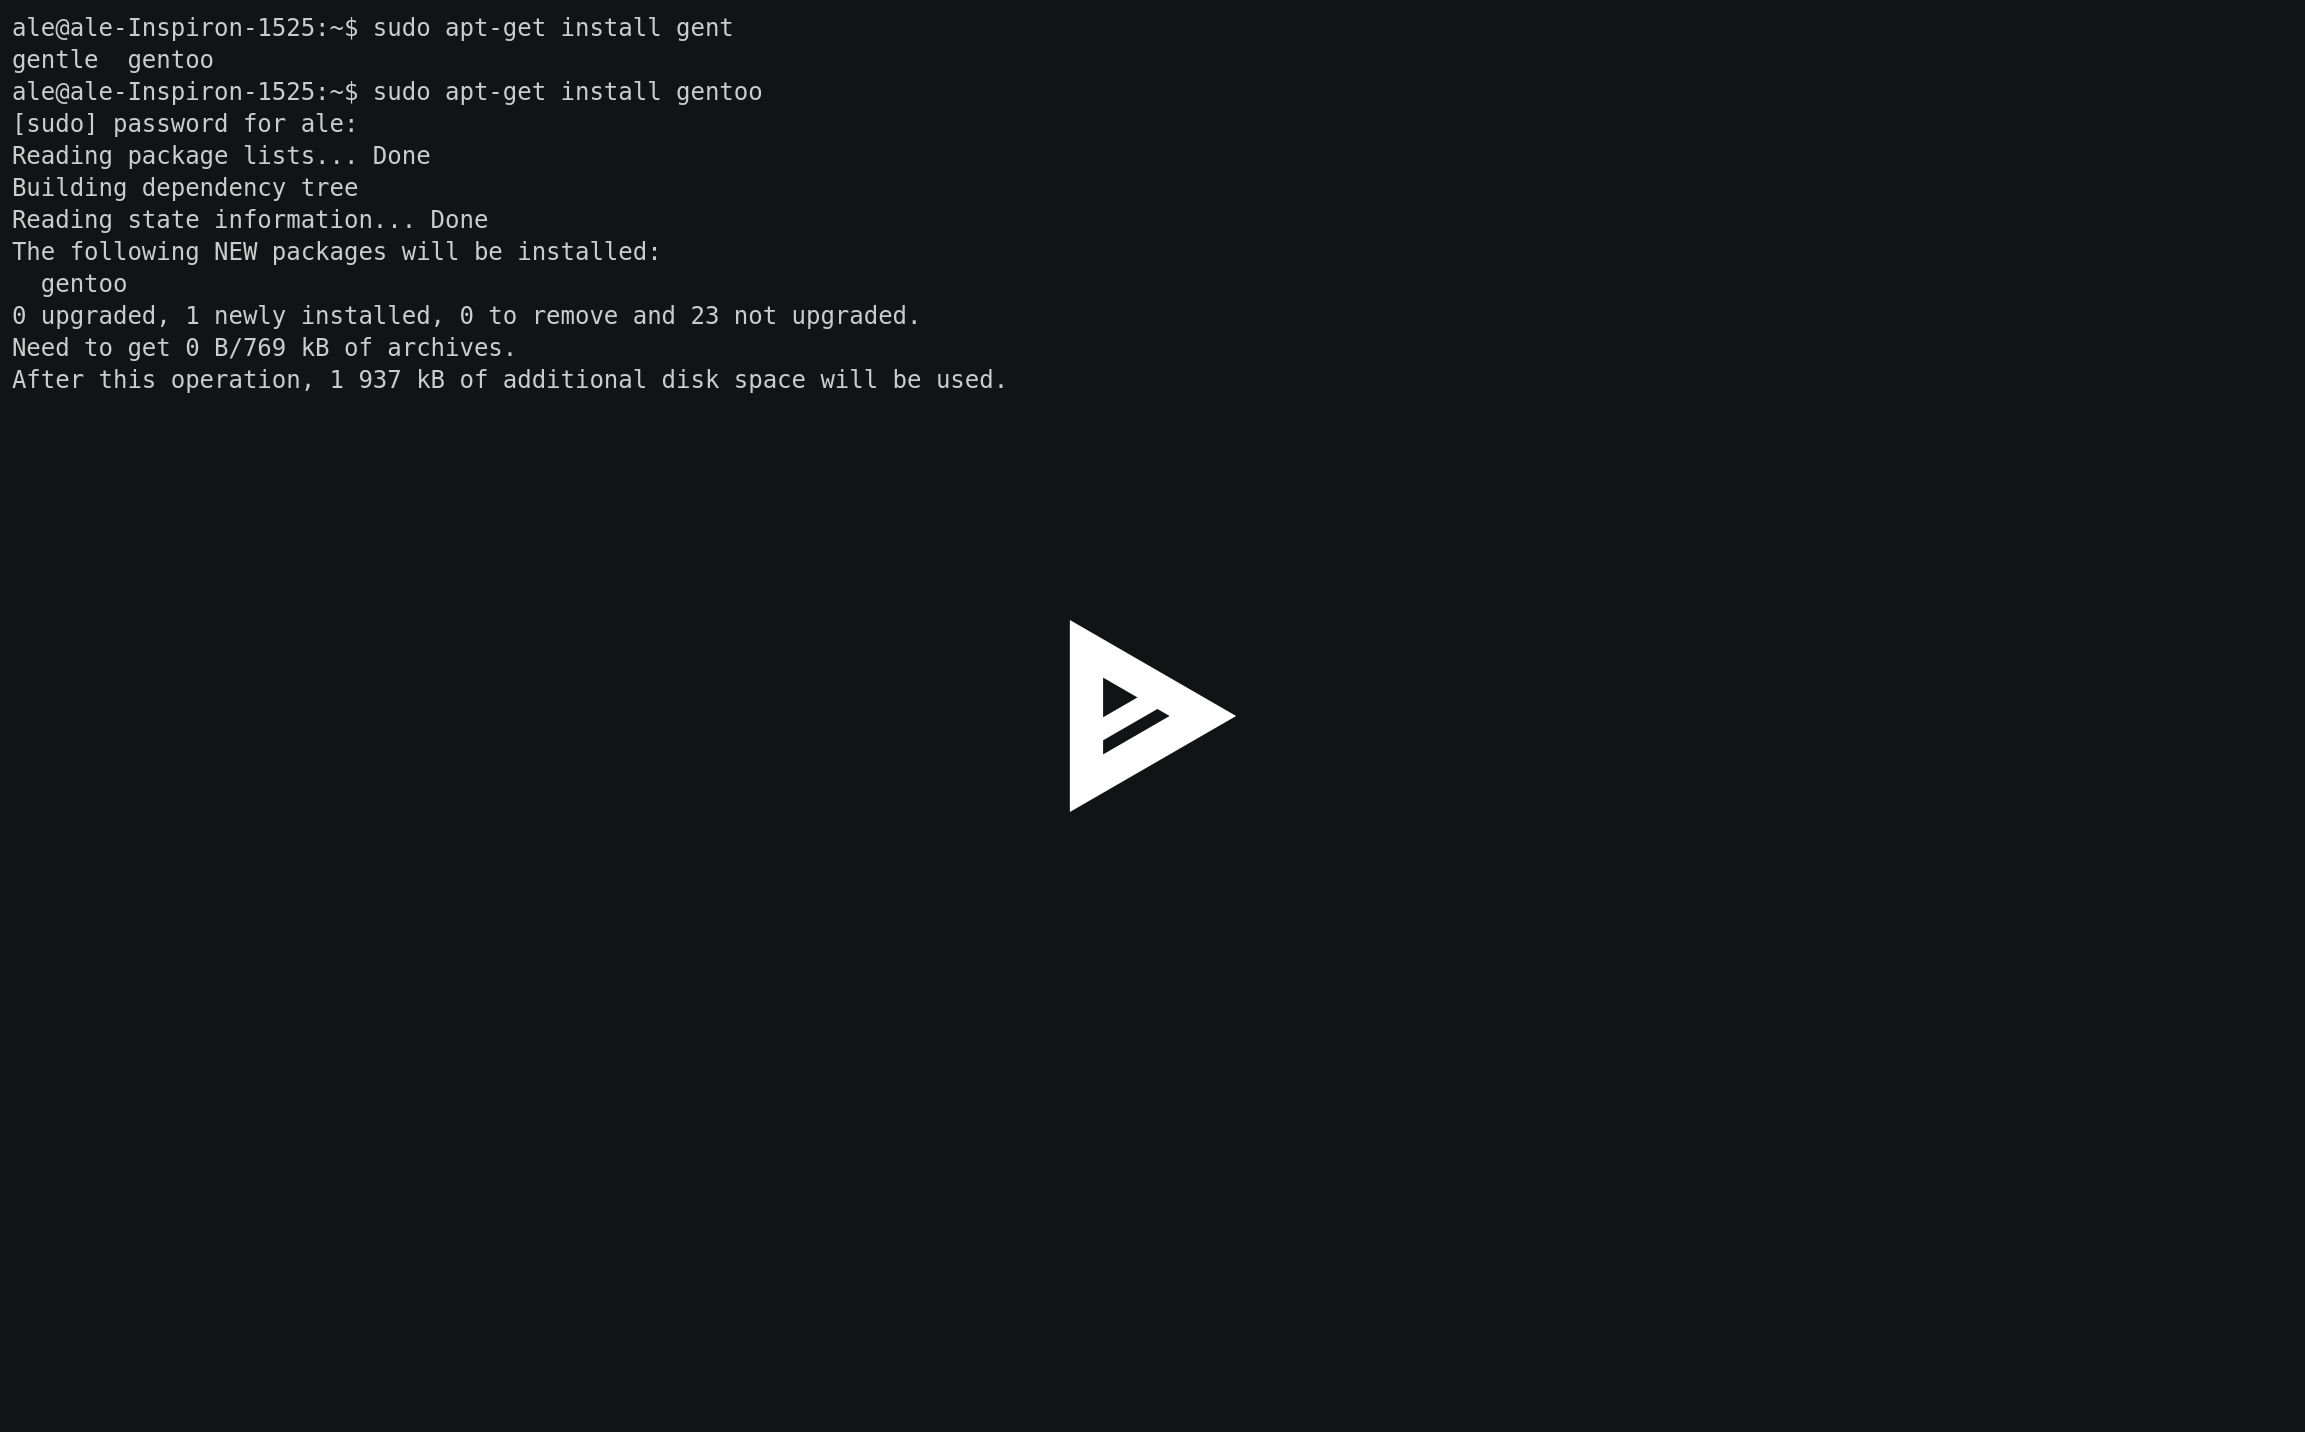 ale@ale-Inspiron-1525:~$ sudo apt-get install gent
gentle  gentoo
ale@ale-Inspiron-1525:~$ sudo apt-get install gentoo
[sudo] password for ale:
Reading package lists... Done
Building dependency tree
Reading state information... Done
The following NEW packages will be installed:
  gentoo
0 upgraded, 1 newly installed, 0 to remove and 23 not upgraded.
Need to get 0 B/769 kB of archives.
After this operation, 1 937 kB of additional disk space will be used.